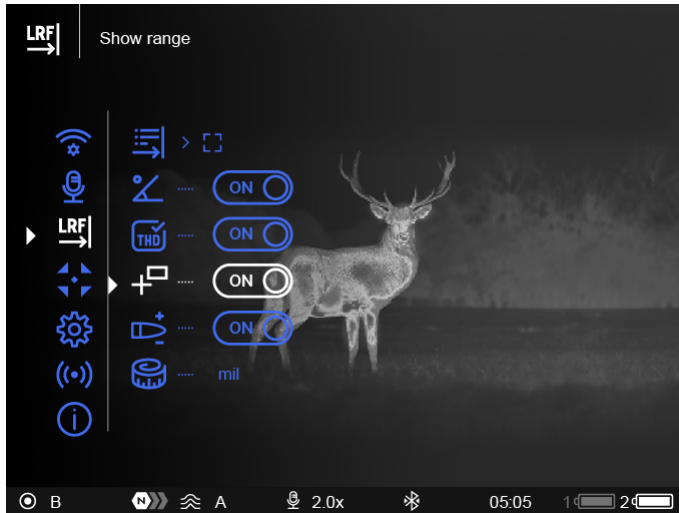 LRF
Show range
ON
LRF
THD ON
ON
ON
mil
B N A 2.0x 05:05 1 2